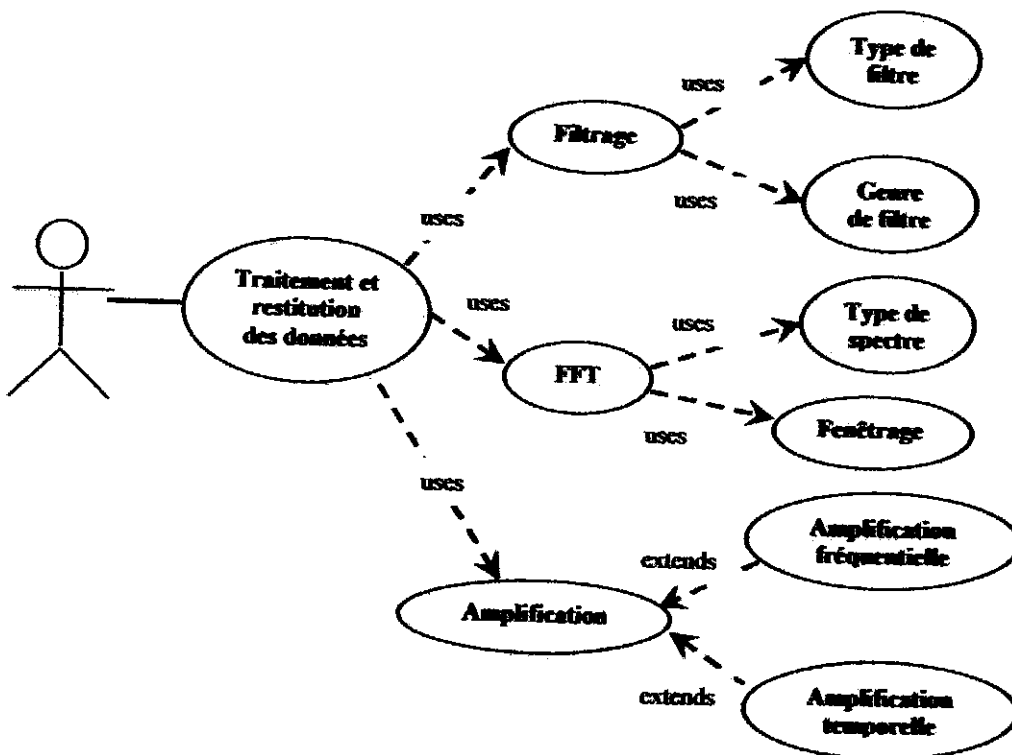 Type de
filtre
uses
Filtrage
uses
Genre
de filtre
uses
Traitement et
restitution
des données
uses
Type de
spectre
uses
FFT
uses
Fenêtrage
uses
Amplification
fréquentielle
extends
Amplification
extends
Amplification
temporelle